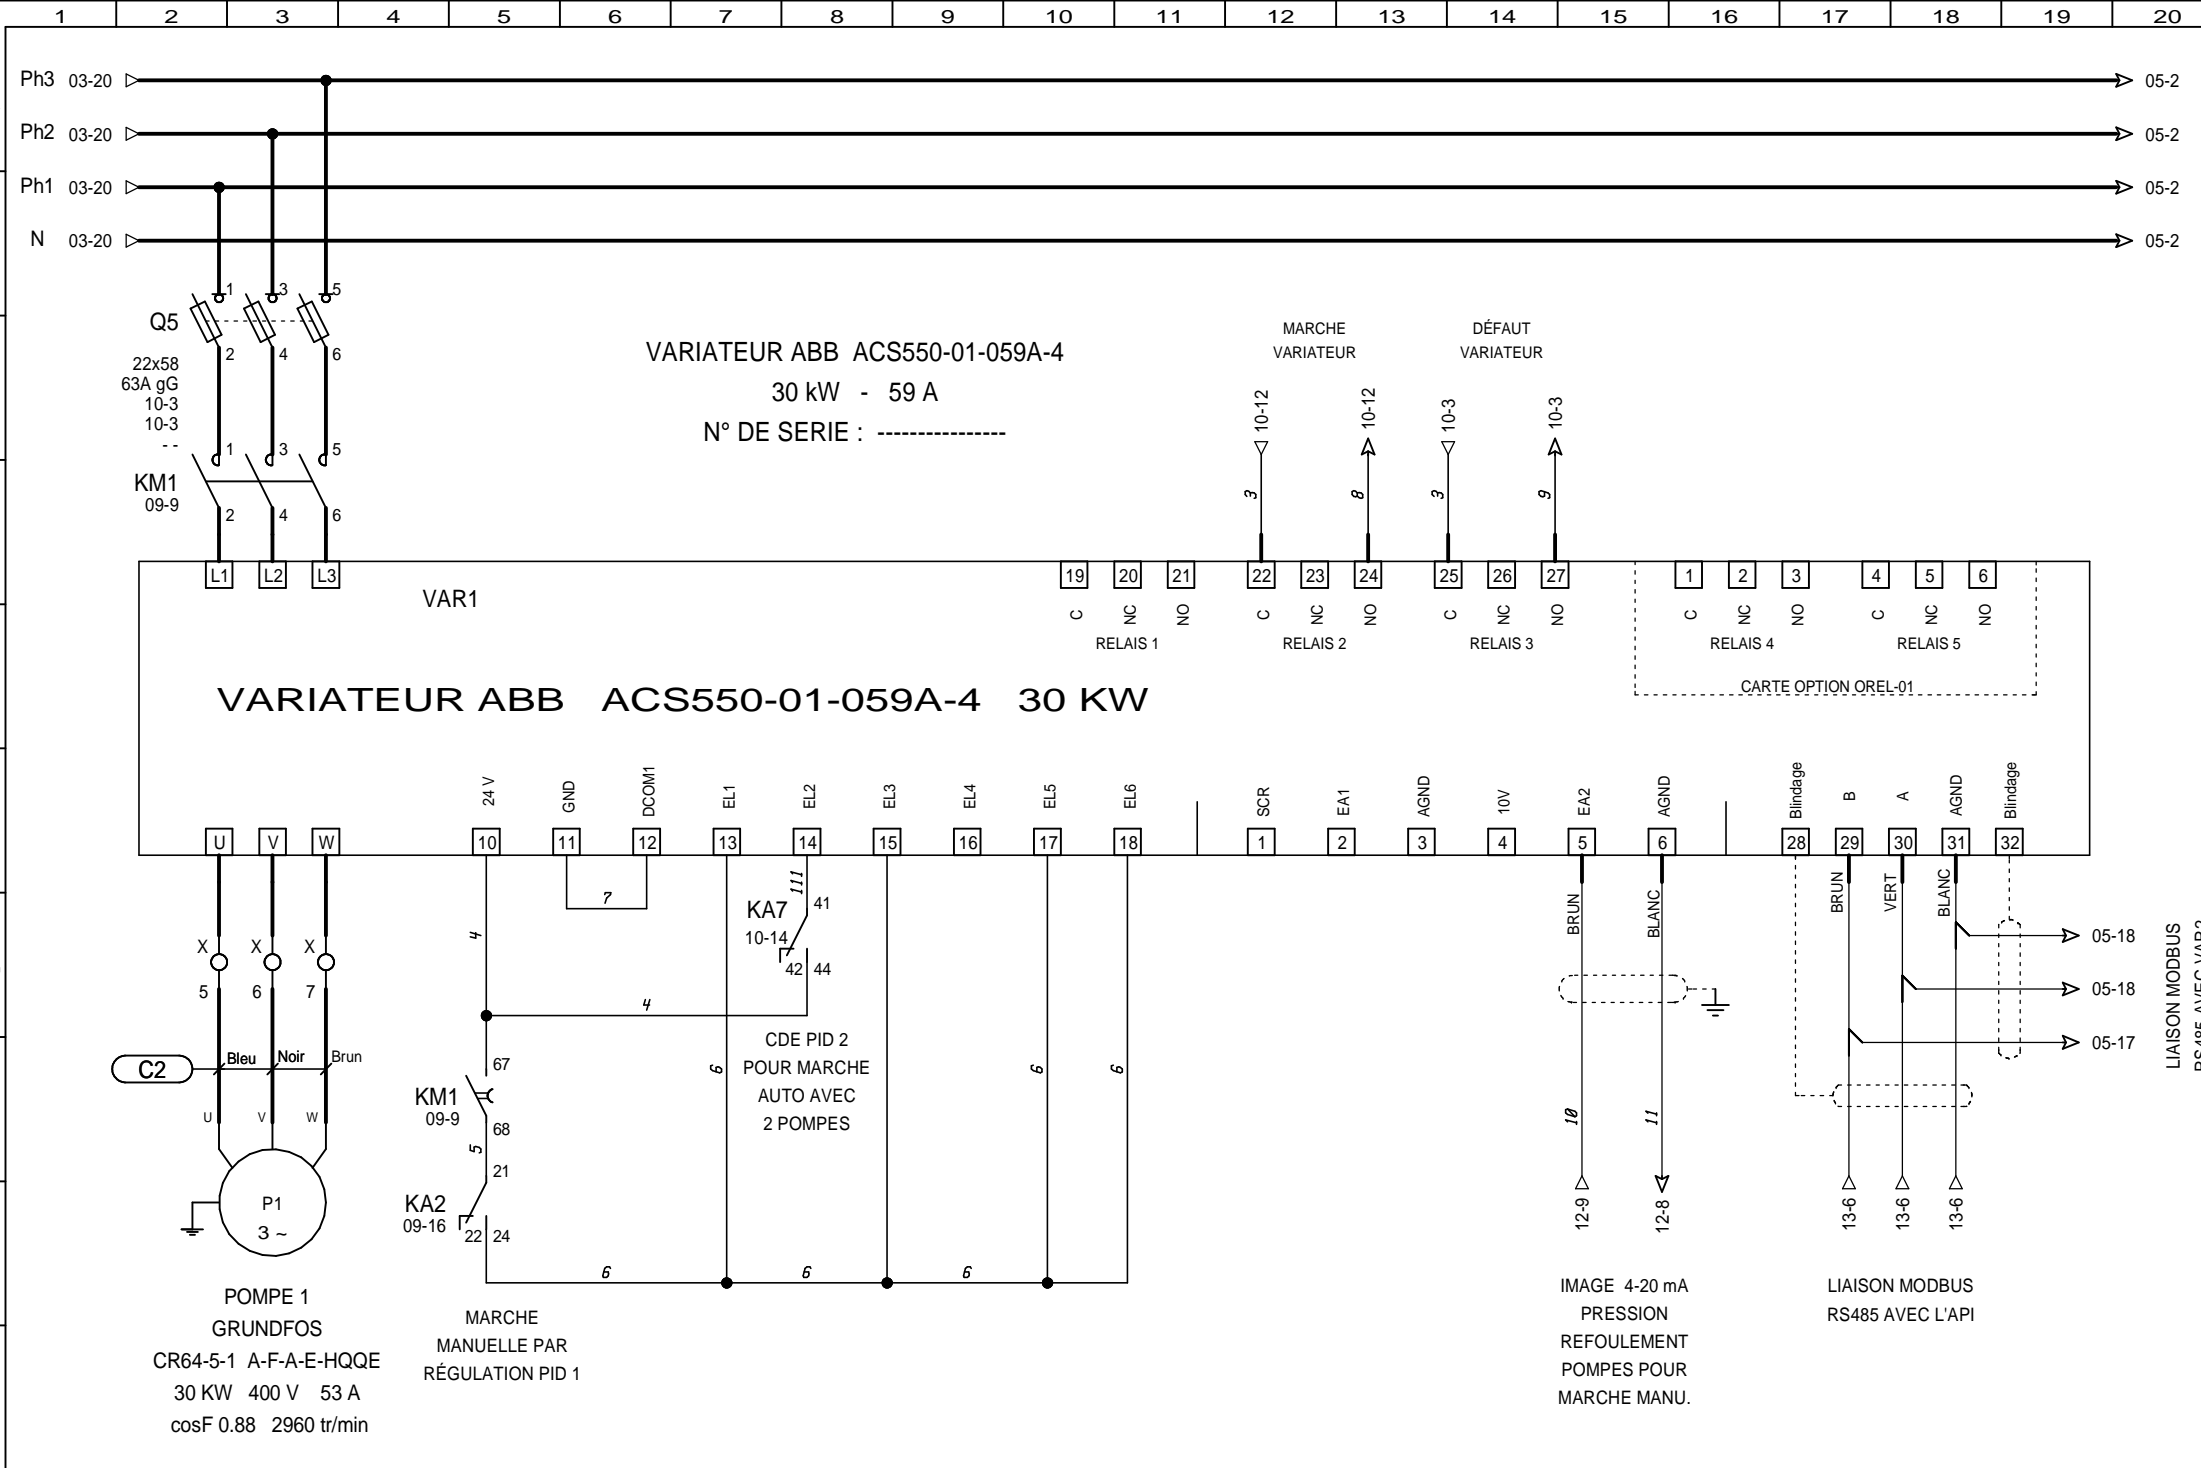 1 2 3 4 5 6 7 8 9 10 11 12 13 14 15 16 17 18 19 20
Ph3 03-20 05-2
Ph2 03-20 05-2
Ph1 03-20 05-2
N 03-20 05-2
1 3 5
Q5
2 4 6
22x58
63A gG
10-3
10-3
- -
1 3 5
KM1
09-9
2 4 6
VARIATEUR ABB ACS550-01-059A-4
30 kW - 59 A
N° DE SERIE : ---------------
MARCHE
VARIATEUR
DÉFAUT
VARIATEUR
10-12 10-12 10-3 10-3
3 8 3 9
L1 L2 L3
VAR1
19 20 21 22 23 24 25 26 27 1 2 3 4 5 6
C NC NO C NC NO C NC NO C NC NO C NC NO
RELAIS 1 RELAIS 2 RELAIS 3 RELAIS 4 RELAIS 5
CARTE OPTION OREL-01
VARIATEUR ABB ACS550-01-059A-4 30 KW
24 V GND DCOM1 EL1 EL2 EL3 EL4 EL5 EL6 SCR EA1 AGND 10V EA2 AGND Blindage B A AGND Blindage
U V W 10 11 12 13 14 15 16 17 18 1 2 3 4 5 6 28 29 30 31 32
BRUN BLANC BRUN VERT BLANC
7
111
KA7
10-14
41
42 44
4
4
X X X
5 6 7
C2
Bleu Noir Brun
U V W
P1
3 ~
POMPE 1
GRUNDFOS
CR64-5-1 A-F-A-E-HQQE
30 KW 400 V 53 A
cosF 0.88 2960 tr/min
67
KM1
09-9
68
5
21
KA2
09-16
22 24
6 6 6
6 6 6
MARCHE
MANUELLE PAR
RÉGULATION PID 1
CDE PID 2
POUR MARCHE
AUTO AVEC
2 POMPES
10 11
12-9 12-8
IMAGE 4-20 mA
PRESSION
REFOULEMENT
POMPES POUR
MARCHE MANU.
05-18
05-18
05-17
LIAISON MODBUS
RS485 AVEC
13-6 13-6 13-6
LIAISON MODBUS
RS485 AVEC L'API